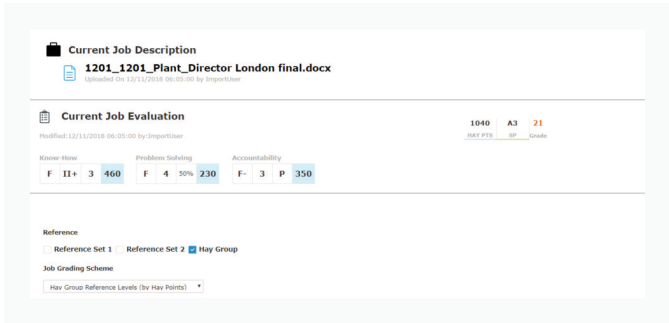 Current Job Description
1201_1201_Plant_Director London final.docx
Uploaded On 12/11/2018 06:05:00 by ImportUser
Current Job Evaluation
Modified:12/11/2018 06:05:00 by:ImportUser
1040 A3 21
HAY PTS SP Grade
Know-How Problem Solving Accountability
F II+ 3 460 F 4 50% 230 F- 3 P 350
Reference
Reference Set 1 Reference Set 2 Hay Group
Job Grading Scheme
Hay Group Reference Levels (by Hay Points)